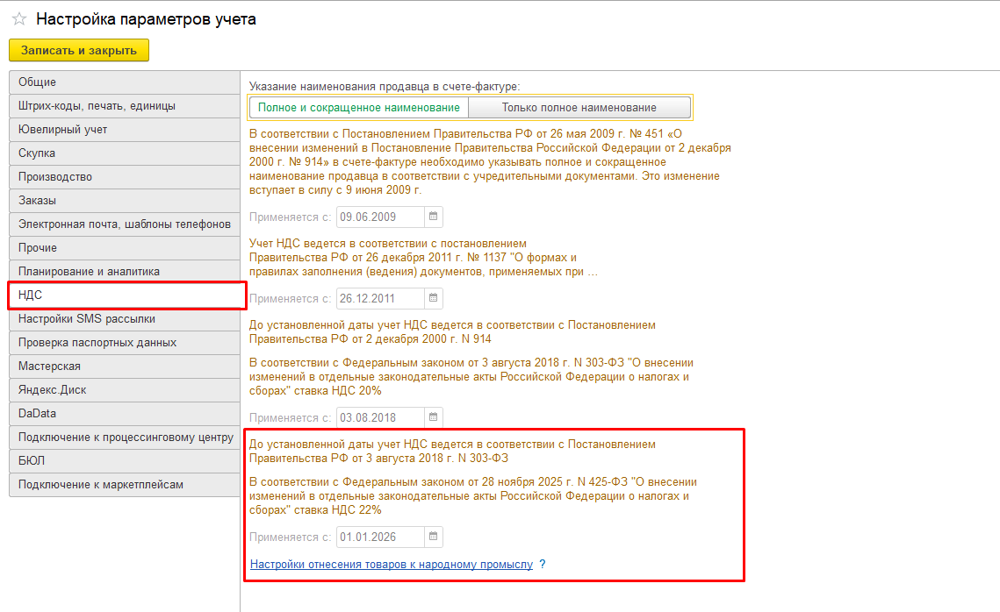 Настройка параметров учета
Записать и закрыть
Общие
Штрих-коды, печать, единицы
Ювелирный учет
Скупка
Производство
Заказы
Электронная почта, шаблоны телефонов
Прочие
Планирование и аналитика
НДС
Настройки SMS рассылки
Проверка паспортных данных
Мастерская
Яндекс.Диск
DaData
Подключение к процессинговому центру
БЮЛ
Подключение к маркетплейсам
Указание наименования продавца в счете-фактуре:
Полное и сокращенное наименование
Только полное наименование
В соответствии с Постановлением Правительства РФ от 26 мая 2009 г. № 451 «О
внесении изменений в Постановление Правительства Российской Федерации от 2 декабря
2000 г. № 914» в счете-фактуре необходимо указывать полное и сокращенное
наименование продавца в соответствии с учредительными документами. Это изменение
вступает в силу с 9 июня 2009 г.
Применяется с: 09.06.2009
Учет НДС ведется в соответствии с постановлением
Правительства РФ от 26 декабря 2011 г. № 1137 "О формах и
правилах заполнения (ведения) документов, применяемых при ...
Применяется с: 26.12.2011
До установленной даты учет НДС ведется в соответствии с Постановлением
Правительства РФ от 2 декабря 2000 г. N 914
В соответствии с Федеральным законом от 3 августа 2018 г. N 303-ФЗ "О внесении
изменений в отдельные законодательные акты Российской Федерации о налогах и
сборах" ставка НДС 20%
Применяется с: 03.08.2018
До установленной даты учет НДС ведется в соответствии с Постановлением
Правительства РФ от 3 августа 2018 г. N 303-ФЗ
В соответствии с Федеральным законом от 28 ноября 2025 г. N 425-ФЗ "О внесении
изменений в отдельные законодательные акты Российской Федерации о налогах и
сборах" ставка НДС 22%
Применяется с: 01.01.2026
Настройки отнесения товаров к народному промыслу ?